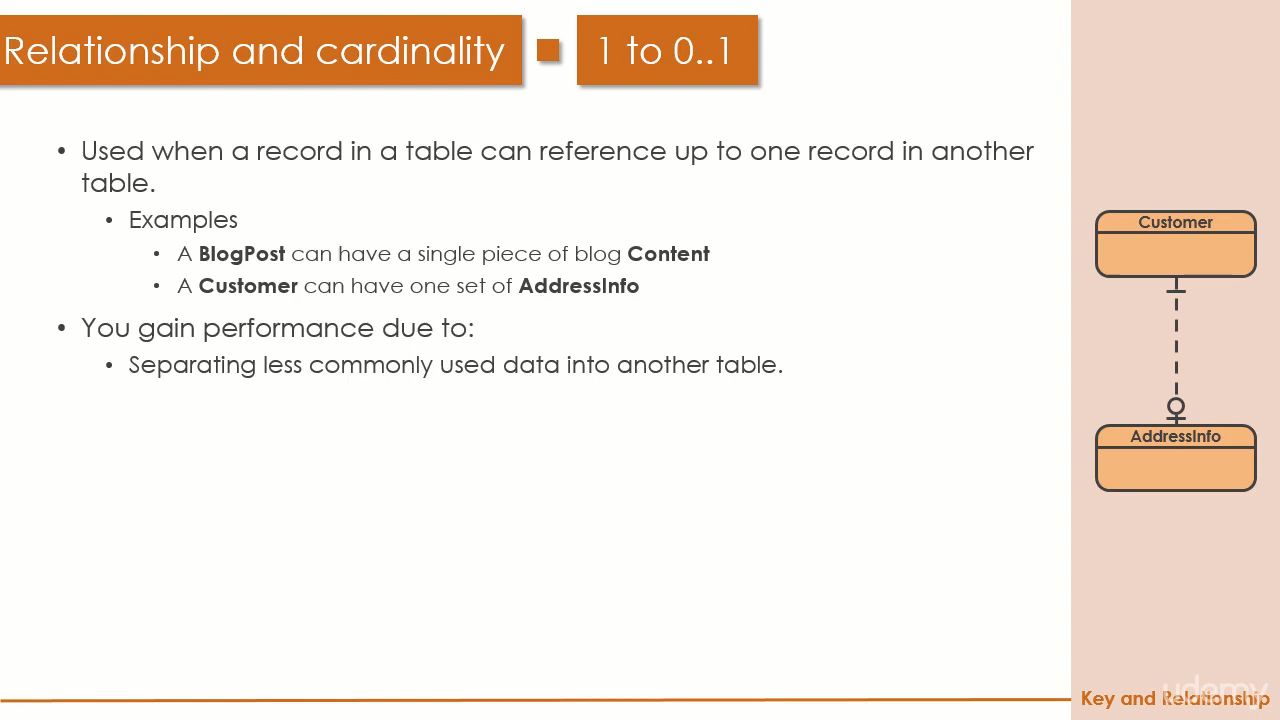 Relationship and cardinality
1 to 0..1
• Used when a record in a table can reference up to one record in another
table.
• Examples
• A BlogPost can have a single piece of blog Content
• A Customer can have one set of AddressInfo
• You gain performance due to:
• Separating less commonly used data into another table.
Customer
AddressInfo
Key and Relationship
udemy